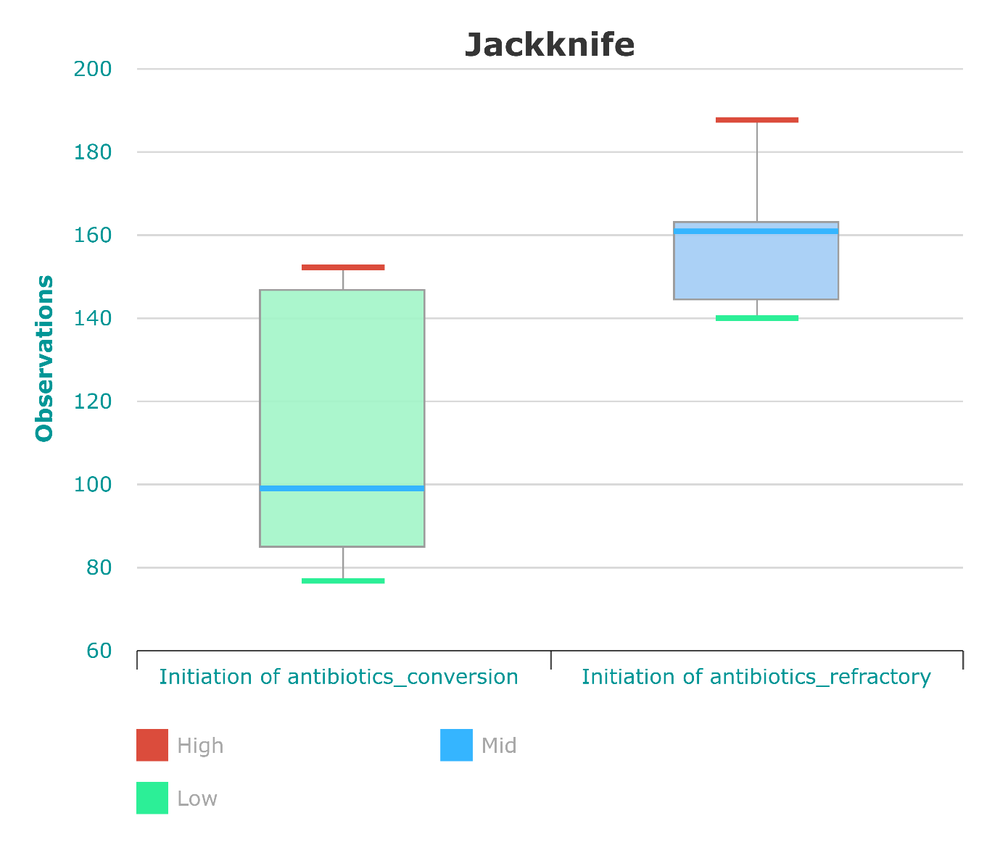 Jackknife
200
180
160
140
120
100
80
60
Observations
Initiation of antibiotics_conversion
Initiation of antibiotics_refractory
High
Mid
Low